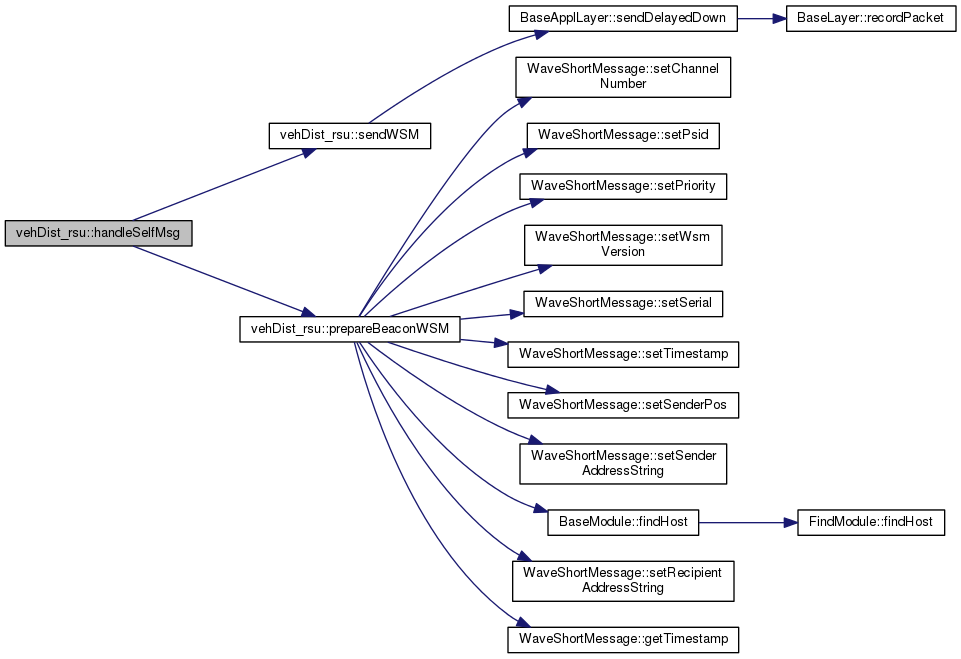 BaseApplLayer::sendDelayedDown
BaseLayer::recordPacket
WaveShortMessage::setChannel
Number
vehDist_rsu::sendWSM
WaveShortMessage::setPsid
WaveShortMessage::setPriority
vehDist_rsu::handleSelfMsg
WaveShortMessage::setWsm
Version
WaveShortMessage::setSerial
vehDist_rsu::prepareBeaconWSM
WaveShortMessage::setTimestamp
WaveShortMessage::setSenderPos
WaveShortMessage::setSender
AddressString
BaseModule::findHost
FindModule::findHost
WaveShortMessage::setRecipient
AddressString
WaveShortMessage::getTimestamp